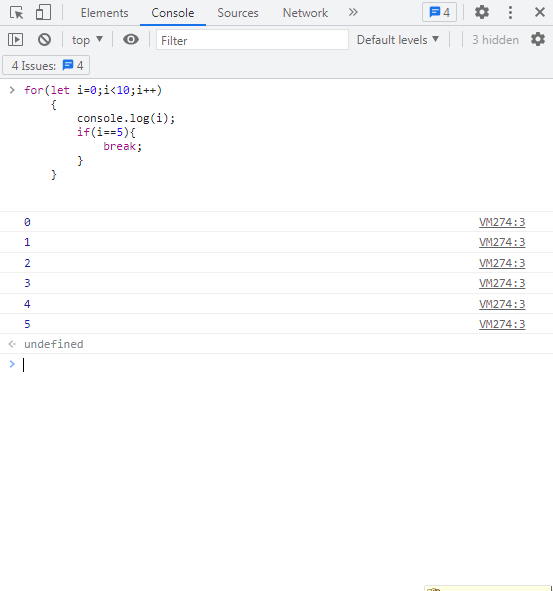 Elements Console Sources Network » 4
top ▼ Filter Default levels ▼ 3 hidden
4 Issues: 4
> for(let i=0;i<10;i++)
{
console.log(i);
if(i==5){
break;
}
}
0 VM274:3
1 VM274:3
2 VM274:3
3 VM274:3
4 VM274:3
5 VM274:3
undefined
>